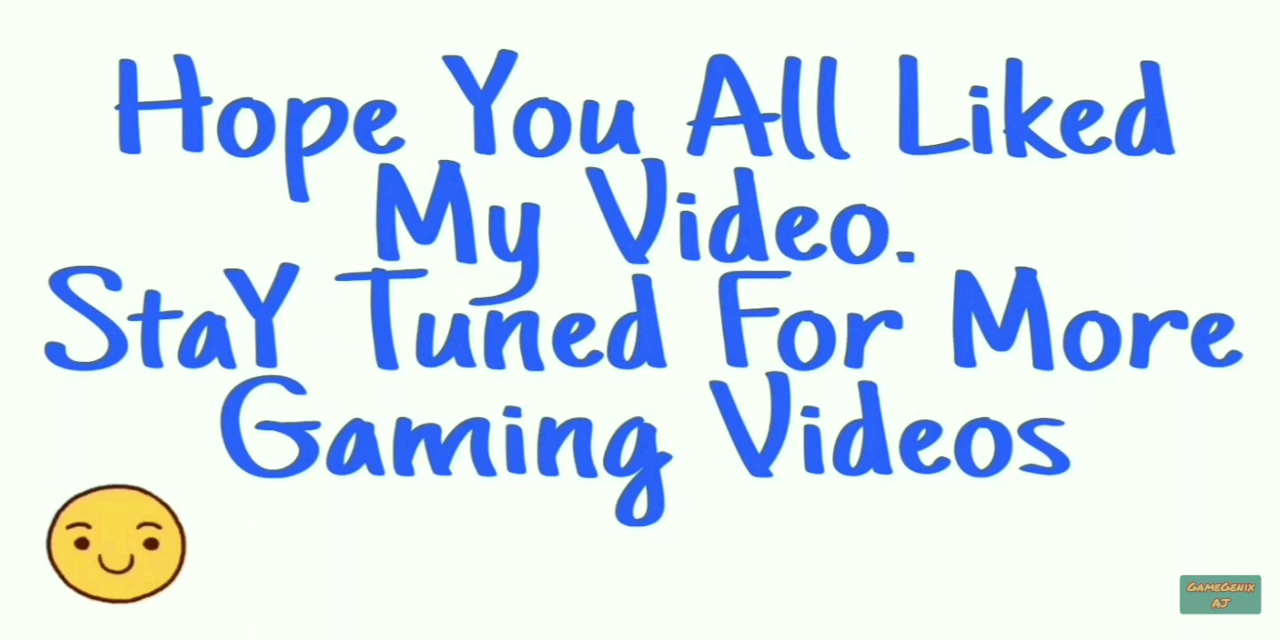 Hope You All Liked
My Video.
StaY Tuned For More
Gaming Videos
GameGenix
AJ